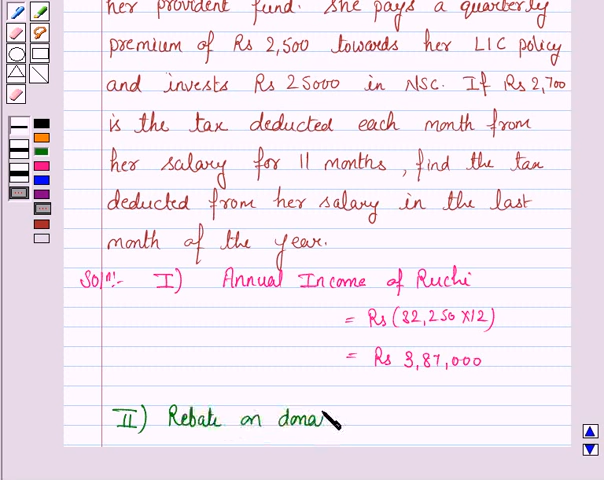 her provident fund. She pays a quarterly
premium of Rs 2,500 towards her LIC policy
and invests Rs 25000 in NSC. If Rs 2,700
is the tax deducted each month from
her salary for 11 months, find the tax
deducted from her salary in the last
month of the year.
Soln:- I) Annual Income of Ruchi
= Rs (32,250 X12)
= Rs 3,87,000
II) Rebate on dona